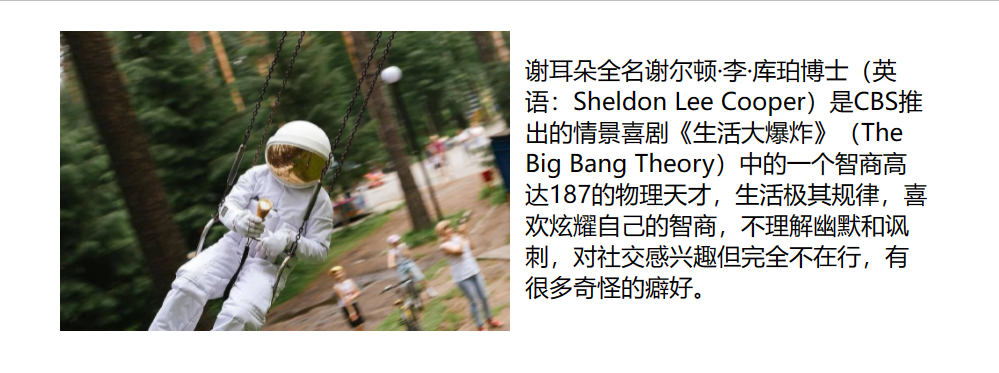 谢耳朵全名谢尔顿·李·库珀博士（英
语：Sheldon Lee Cooper）是CBS推
出的情景喜剧《生活大爆炸》（The
Big Bang Theory）中的一个智商高
达187的物理天才，生活极其规律，喜
欢炫耀自己的智商，不理解幽默和讽
刺，对社交感兴趣但完全不在行，有
很多奇怪的癖好。